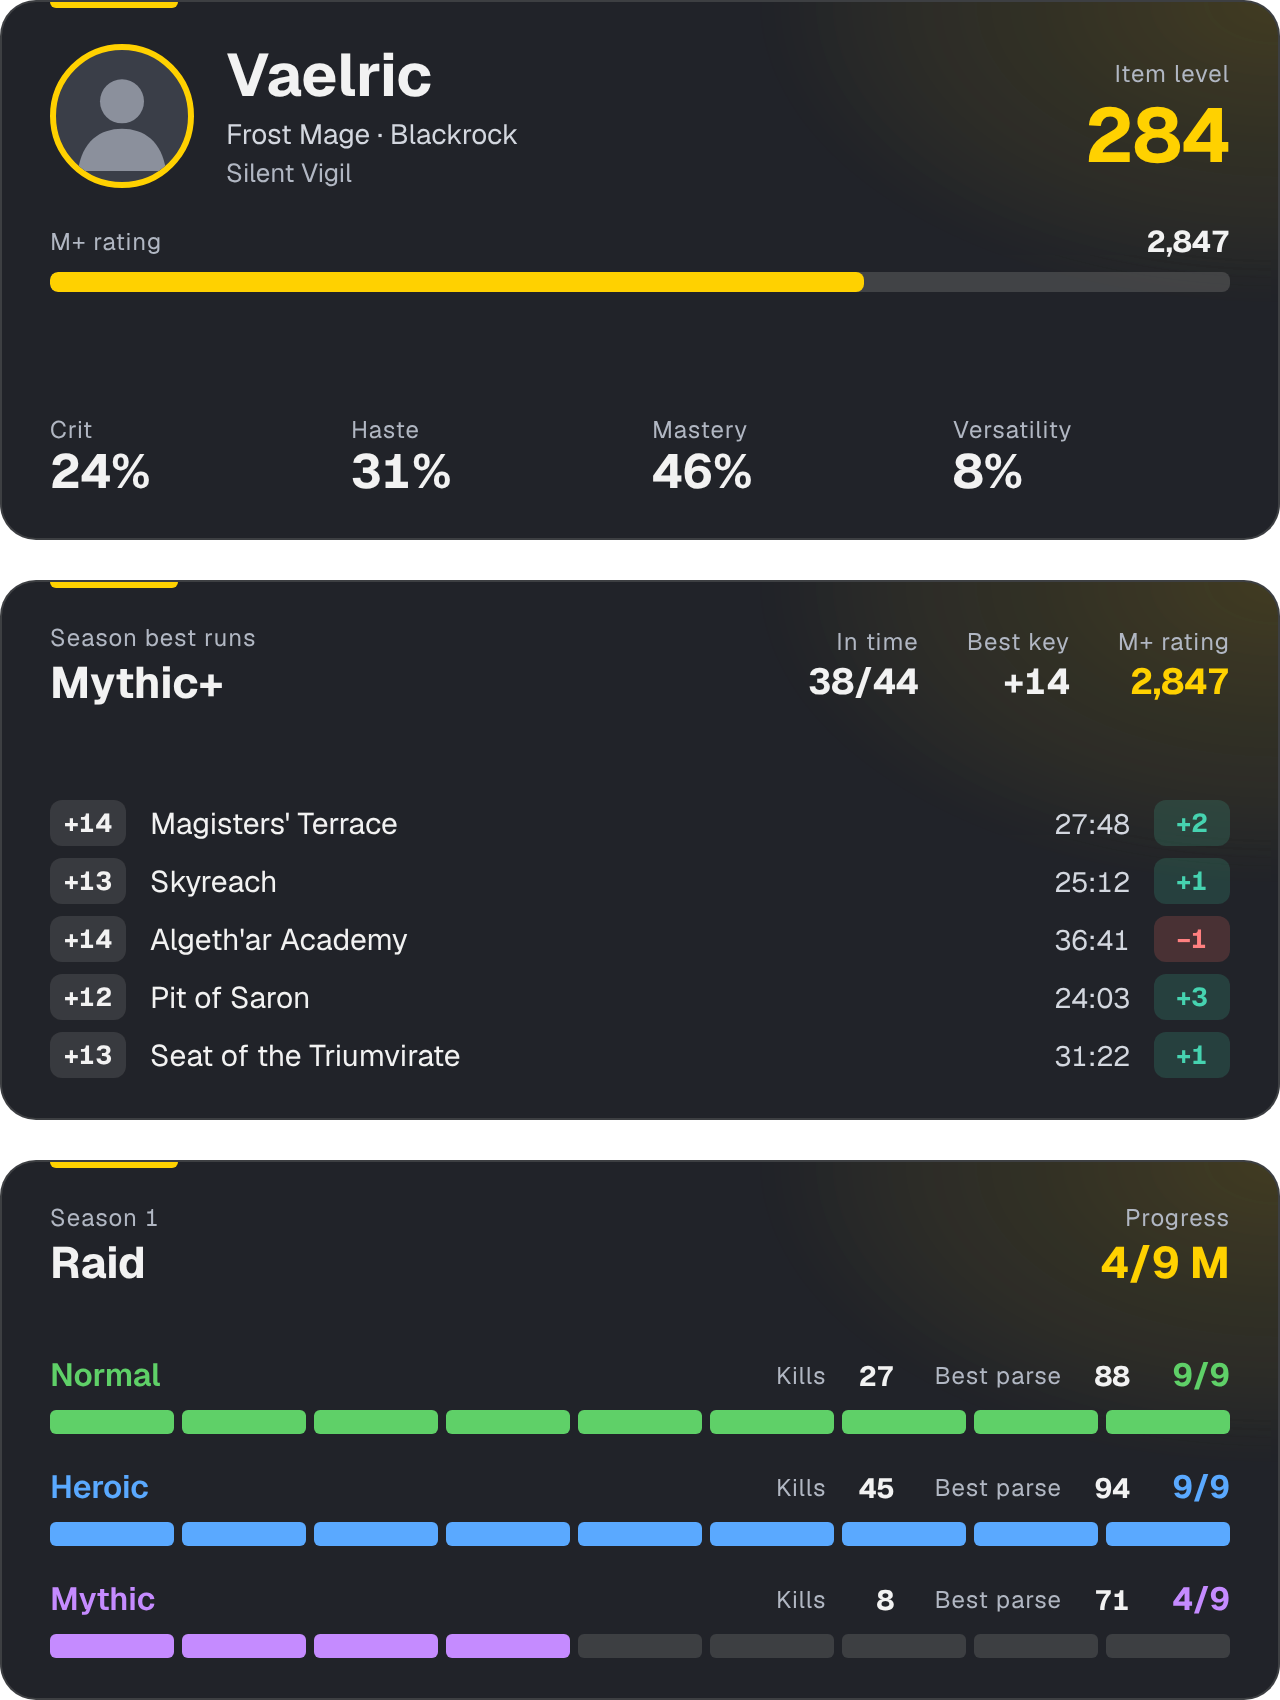 Vaelric
Frost Mage · Blackrock
Silent Vigil
Item level
284
M+ rating
2,847
Crit
24%
Haste
31%
Mastery
46%
Versatility
8%
Season best runs
Mythic+
In time
38/44
Best key
+14
M+ rating
2,847
+14 Magisters' Terrace 27:48 +2
+13 Skyreach 25:12 +1
+14 Algeth'ar Academy 36:41 −1
+12 Pit of Saron 24:03 +3
+13 Seat of the Triumvirate 31:22 +1
Season 1
Raid
Progress
4/9 M
Normal Kills 27 Best parse 88 9/9
Heroic Kills 45 Best parse 94 9/9
Mythic Kills 8 Best parse 71 4/9